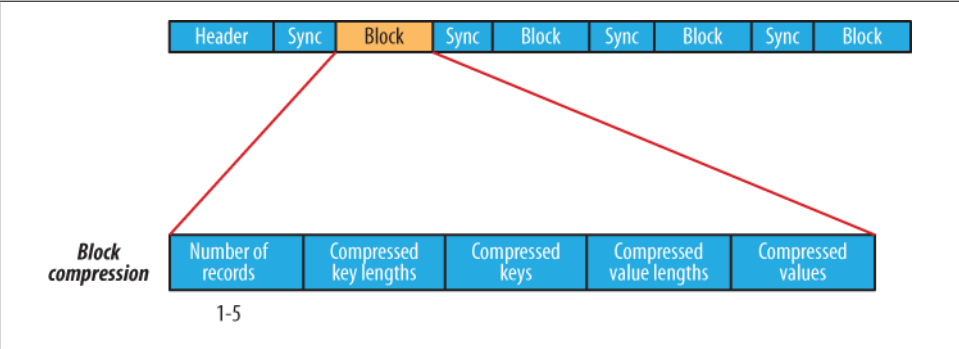 Header Sync Block Sync Block Sync Block Sync Block
Block
compression
Number of
records
Compressed
key lengths
Compressed
keys
Compressed
value lengths
Compressed
values
1-5